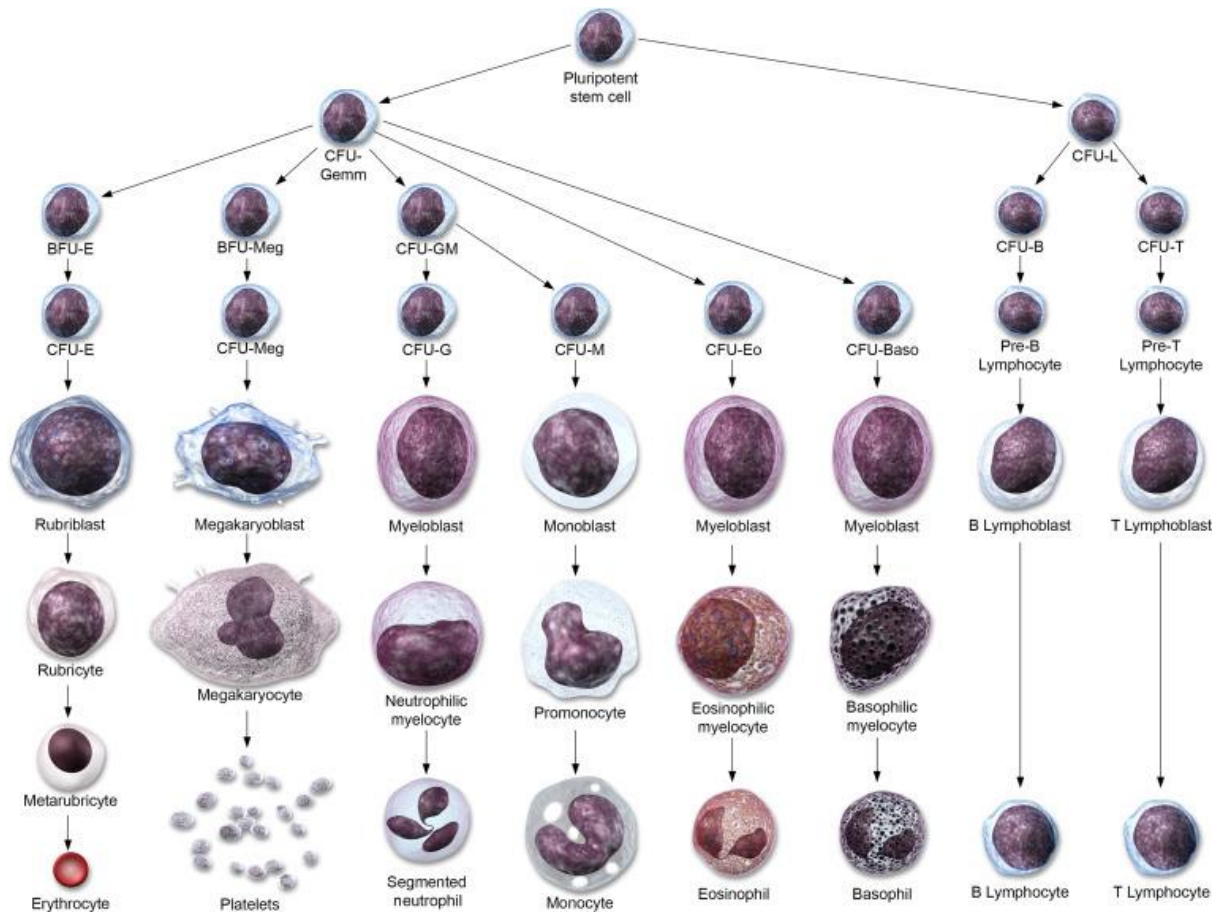 Pluripotent
stem cell
CFU-
Gemm
CFU-L
BFU-E
BFU-Meg
CFU-GM
CFU-B
CFU-T
CFU-E
CFU-Meg
CFU-G
CFU-M
CFU-Eo
CFU-Baso
Pre-B
Lymphocyte
Pre-T
Lymphocyte
Rubriblast
Megakaryoblast
Myeloblast
Monoblast
Myeloblast
Myeloblast
B Lymphoblast
T Lymphoblast
Rubricyte
Megakaryocyte
Neutrophilic
myelocyte
Promonocyte
Eosinophilic
myelocyte
Basophilic
myelocyte
Metarubricyte
Erythrocyte
Platelets
Segmented
neutrophil
Monocyte
Eosinophil
Basophil
B Lymphocyte
T Lymphocyte